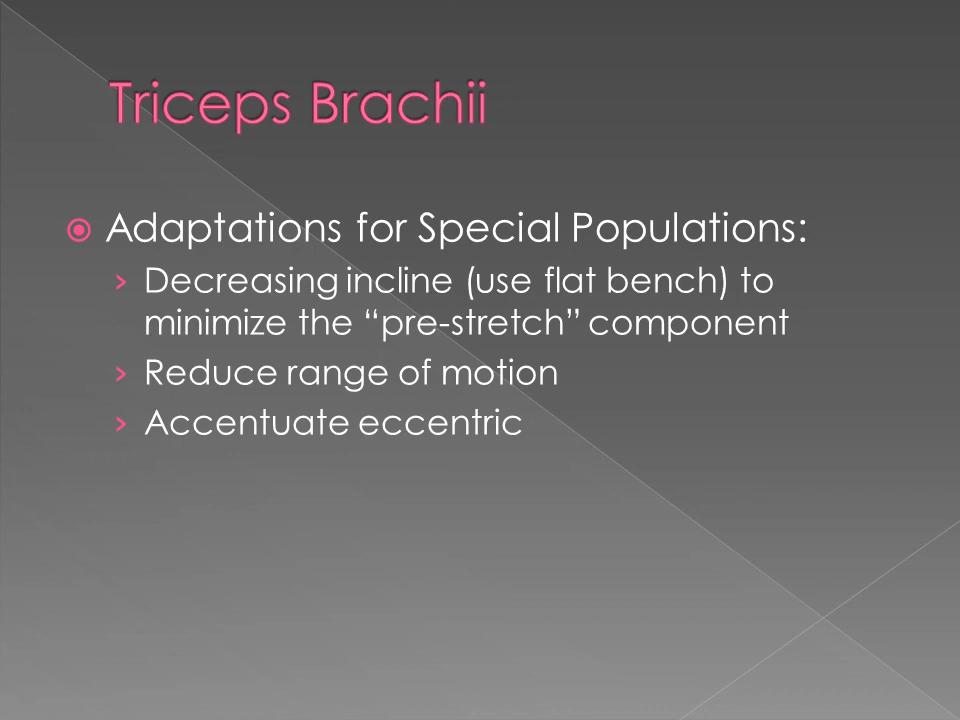 Triceps Brachii
Adaptations for Special Populations:
› Decreasing incline (use flat bench) to
minimize the “pre-stretch” component
› Reduce range of motion
› Accentuate eccentric